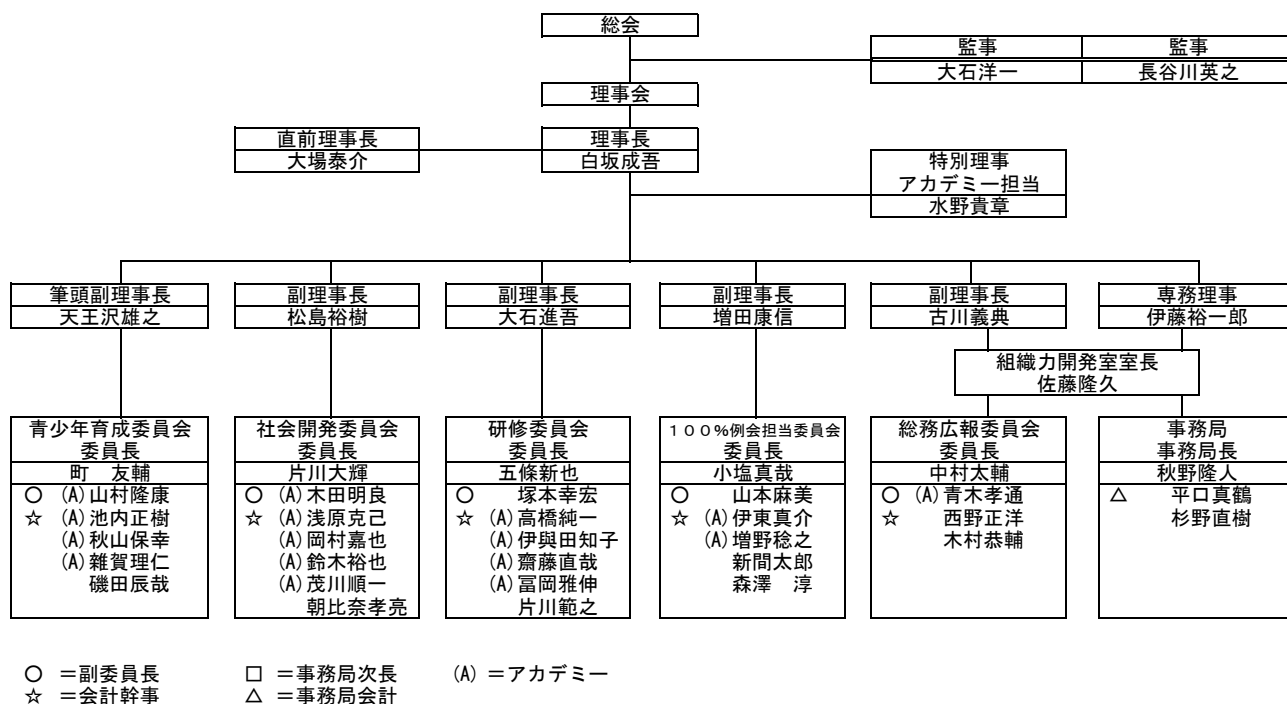 総会
監事
大石洋一
監事
長谷川英之
理事会
直前理事長
大場泰介
理事長
白坂成吾
特別理事
アカデミー担当
水野貴章
筆頭副理事長
天王沢雄之
副理事長
松島裕樹
副理事長
大石進吾
副理事長
増田康信
副理事長
古川義典
専務理事
伊藤裕一郎
組織力開発室室長
佐藤隆久
青少年育成委員会
委員長
町　友輔
○ (A)山村隆康
☆ (A)池内正樹
(A)秋山保幸
(A)雑賀理仁
磯田辰哉
社会開発委員会
委員長
片川大輝
○ (A)木田明良
☆ (A)浅原克己
(A)岡村嘉也
(A)鈴木裕也
(A)茂川順一
朝比奈孝亮
研修委員会
委員長
五條新也
○ 塚本幸宏
☆ (A)高橋純一
(A)伊與田知子
(A)齋藤直哉
(A)冨岡雅伸
片川範之
１００％例会担当委員会
委員長
小塩真哉
○ 山本麻美
☆ (A)伊東真介
(A)増野稔之
新間太郎
森澤　淳
総務広報委員会
委員長
中村太輔
○ (A)青木孝通
☆ 西野正洋
木村恭輔
事務局
事務局長
秋野隆人
△ 平口真鶴
杉野直樹
○ ＝副委員長 □ ＝事務局次長 (A) ＝アカデミー
☆ ＝会計幹事 △ ＝事務局会計